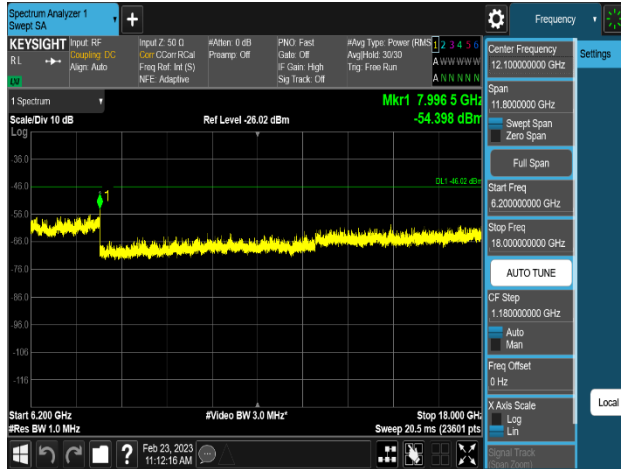 Spectrum Analyzer 1
Swept SA
Frequency
KEYSIGHT
RL
LXI
Input: RF
Coupling: DC
Align: Auto
Input Z: 50 Ω
Corr CCorr RCal
Freq Ref: Int (S)
NFE: Adaptive
#Atten: 0 dB
Preamp: Off
PNO: Fast
Gate: Off
IF Gain: High
Sig Track: Off
#Avg Type: Power (RMS
Avg|Hold: 30/30
Trig: Free Run
1 2 3 4 5 6
A W W W W W
A N N N N N
Settings
Center Frequency
12.100000000 GHz
Span
11.8000000 GHz
Swept Span
Zero Span
Full Span
Start Freq
6.200000000 GHz
Stop Freq
18.000000000 GHz
AUTO TUNE
CF Step
1.180000000 GHz
Auto
Man
Freq Offset
0 Hz
X Axis Scale
Log
Lin
Signal Track
(Span Zoom)
Local
1 Spectrum
Scale/Div 10 dB
Log
Ref Level -26.02 dBm
Mkr1 7.996 5 GHz
-54.398 dBm
DL1 -46.02 dBm
1
-36.0
-46.0
-56.0
-66.0
-76.0
-86.0
-96.0
-106
-116
Start 6.200 GHz
#Res BW 1.0 MHz
#Video BW 3.0 MHz*
Stop 18.000 GHz
Sweep 20.5 ms (23601 pts
?
Feb 23, 2023
11:12:16 AM